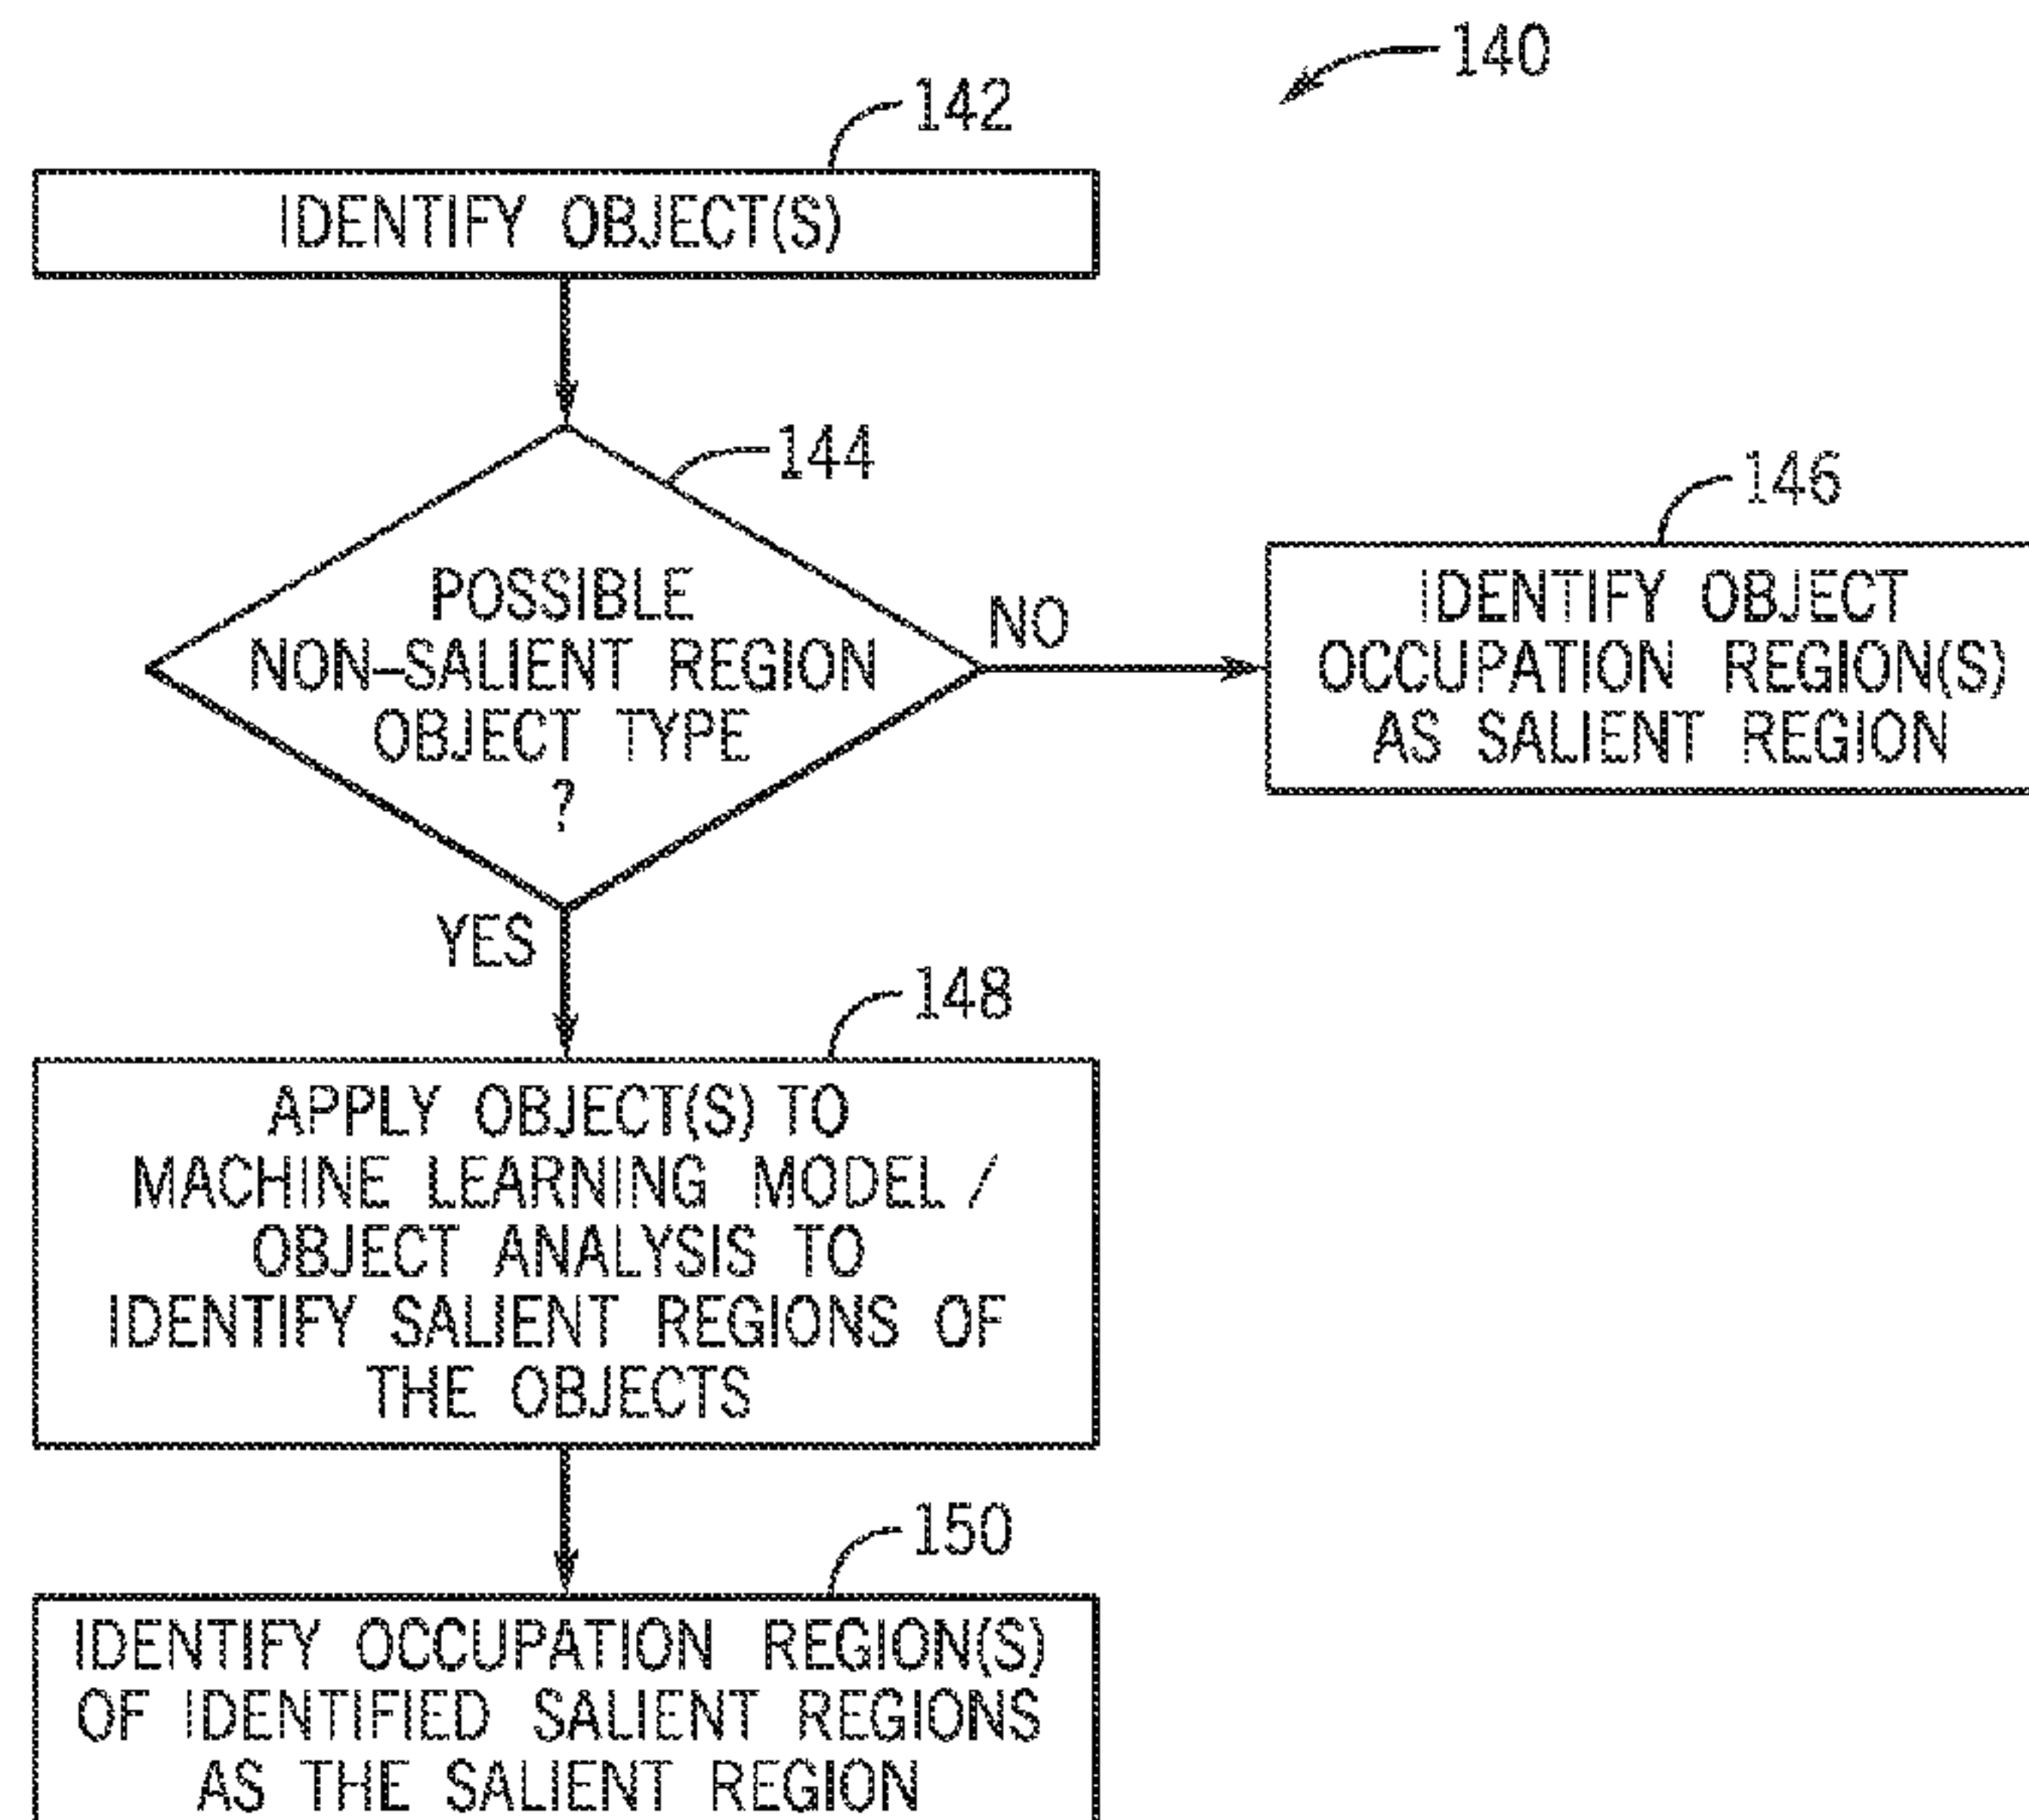 140
142
IDENTIFY OBJECT(S)
144
POSSIBLE
NON-SALIENT REGION
OBJECT TYPE
?
NO
146
IDENTIFY OBJECT
OCCUPATION REGION(S)
AS SALIENT REGION
YES
148
APPLY OBJECT(S) TO
MACHINE LEARNING MODEL /
OBJECT ANALYSIS TO
IDENTIFY SALIENT REGIONS OF
THE OBJECTS
150
IDENTIFY OCCUPATION REGION(S)
OF IDENTIFIED SALIENT REGIONS
AS THE SALIENT REGION